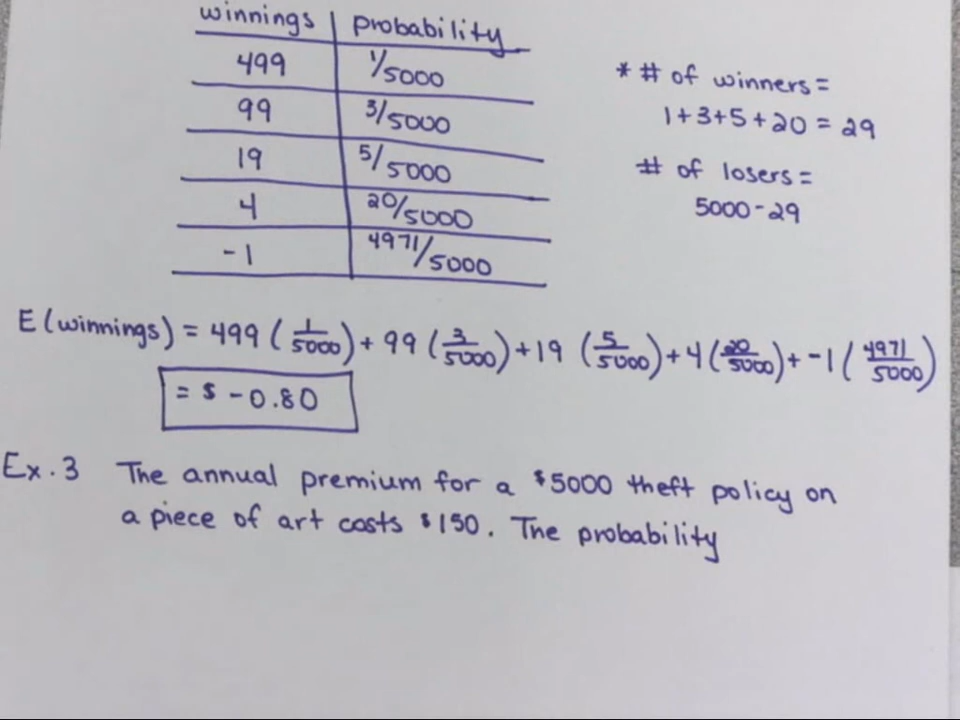 winnings | probability
499 | 1/5000
99 | 3/5000
19 | 5/5000
4 | 20/5000
-1 | 4971/5000
* # of winners =
1+3+5+20 = 29
# of losers =
5000-29
E(winnings) = 499 (1/5000) + 99 (3/5000) + 19 (5/5000) + 4 (20/5000) + -1 (4971/5000)
= $ -0.80
Ex. 3 The annual premium for a $5000 theft policy on
a piece of art costs $150. The probability